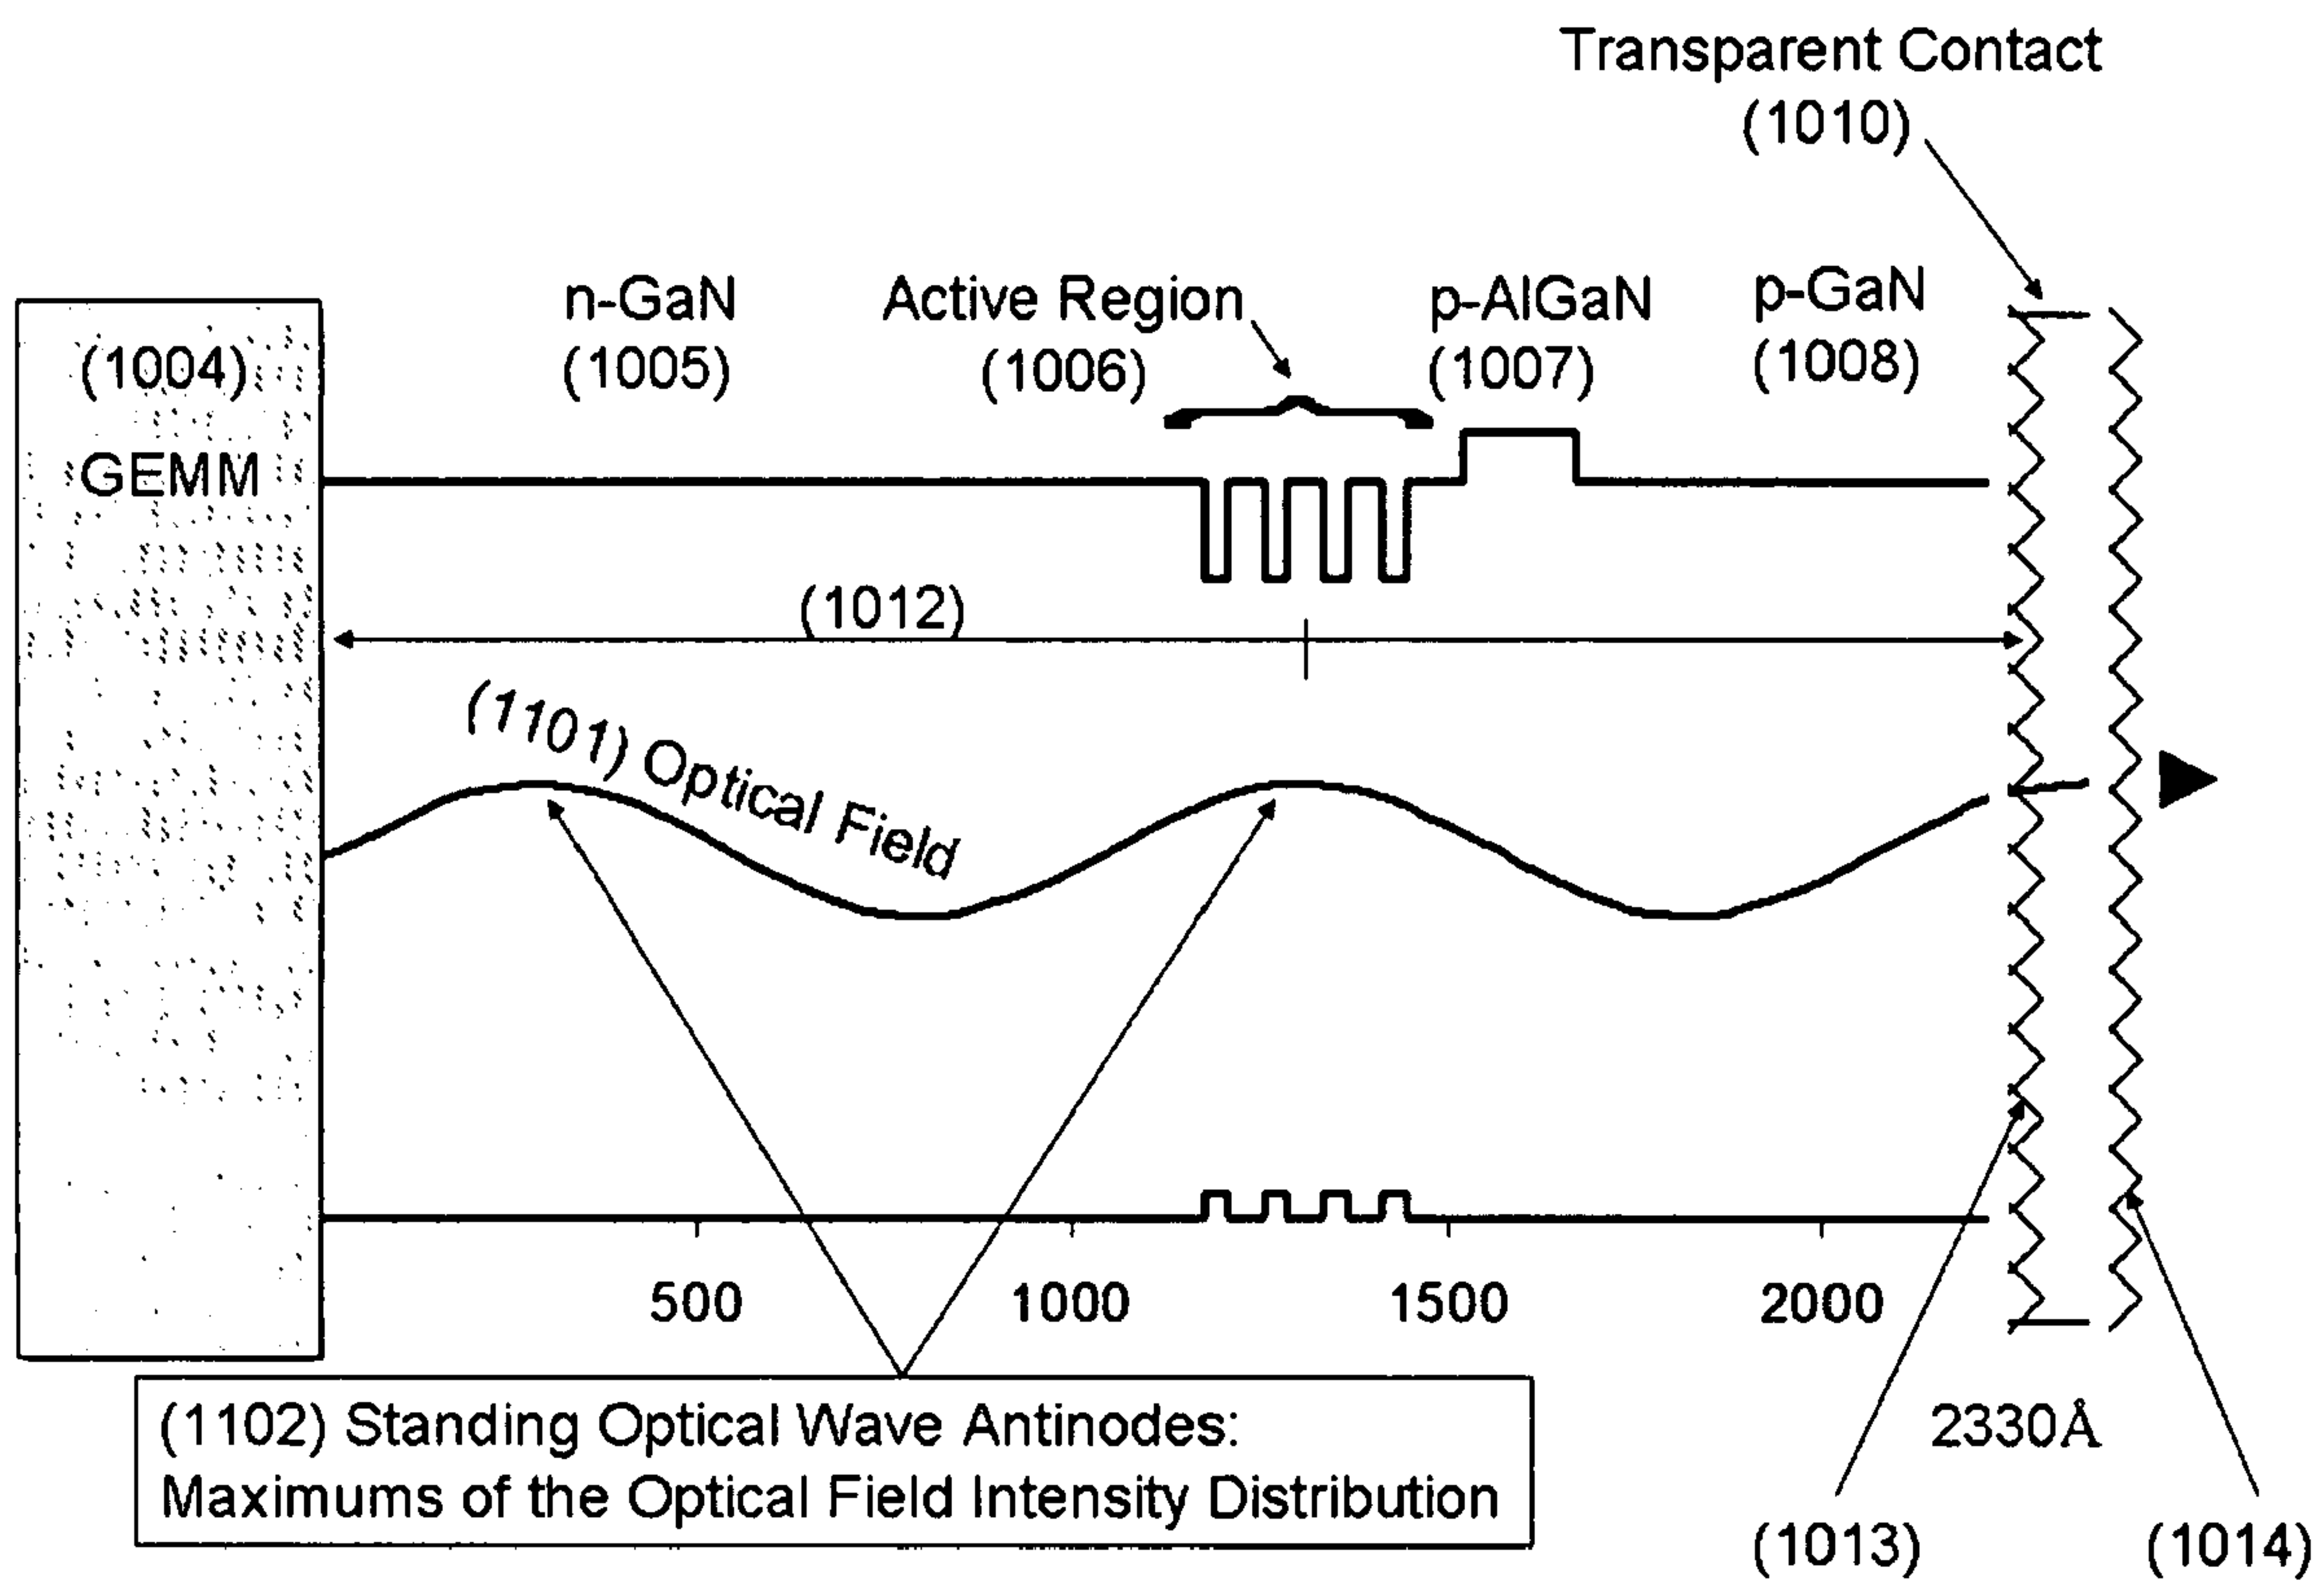 Transparent Contact
(1010)
n-GaN
(1005)
Active Region
(1006)
p-AlGaN
(1007)
p-GaN
(1008)
(1004)
GEMM
(1012)
(1101) Optical Field
500
1000
1500
2000
2330Å
(1102) Standing Optical Wave Antinodes:
Maximums of the Optical Field Intensity Distribution
(1013)
(1014)